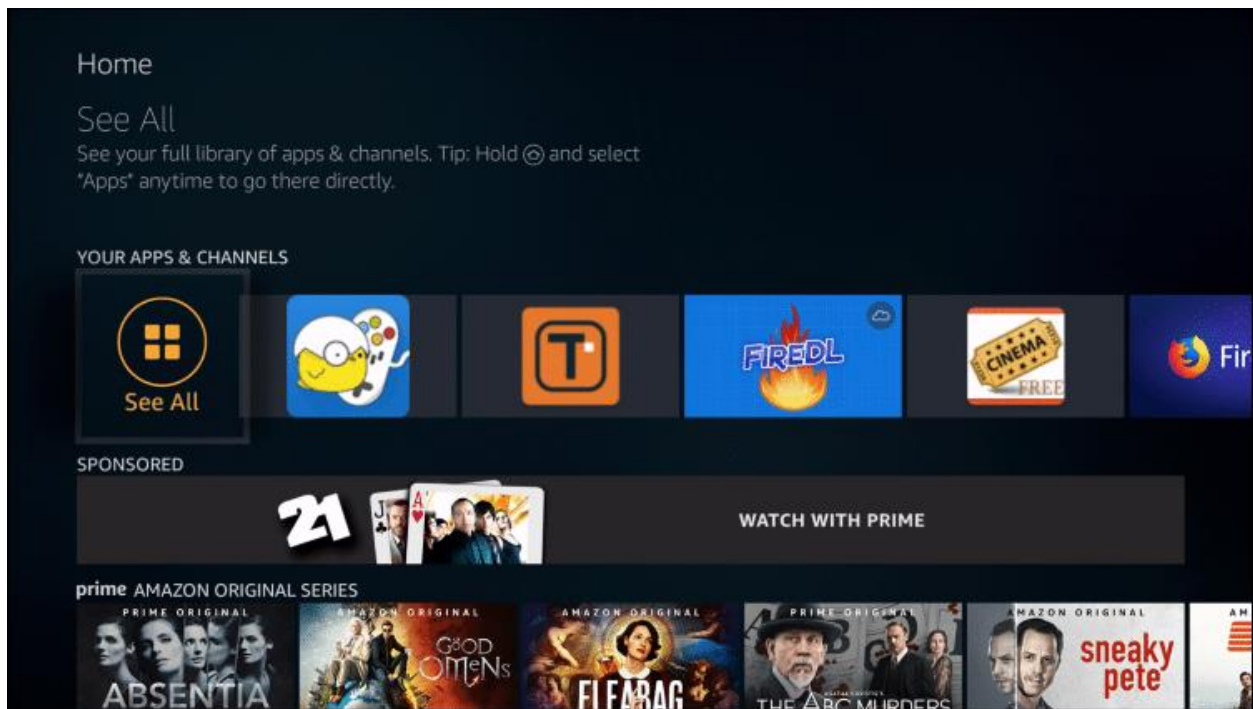 Home
See All
See your full library of apps & channels. Tip: Hold and select
"Apps" anytime to go there directly.
YOUR APPS & CHANNELS
See All
T
FIREDL
CINEMA
FREE
Fir
SPONSORED
21
J
A
WATCH WITH PRIME
prime AMAZON ORIGINAL SERIES
PRIME ORIGINAL
ABSENTIA
AMAZON ORIGINAL
GOOD
OMENS
AMAZON ORIGINAL
FLEABAG
PRIME ORIGINAL
THE ABC MURDERS
AMAZON ORIGINAL
sneaky
pete
AM